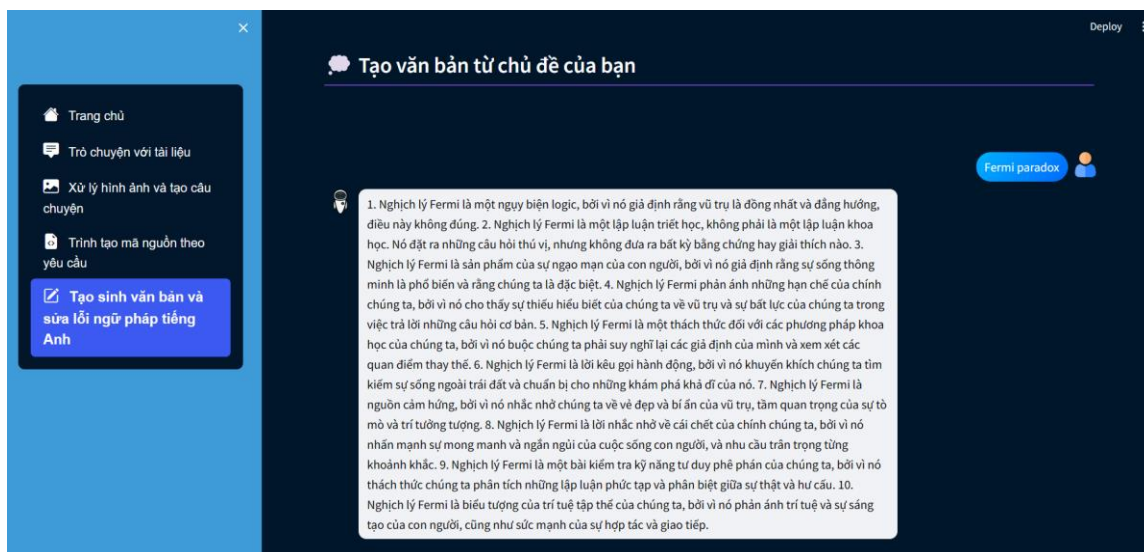 ×
Deploy
Tạo văn bản từ chủ đề của bạn
Trang chủ
Trò chuyện với tài liệu
Xử lý hình ảnh và tạo câu
chuyện
Trình tạo mã nguồn theo
yêu cầu
Tạo sinh văn bản và
sửa lỗi ngữ pháp tiếng
Anh
Fermi paradox
1. Nghịch lý Fermi là một ngụy biện logic, bởi vì nó giả định rằng vũ trụ là đồng nhất và đẳng hướng,
điều này không đúng. 2. Nghịch lý Fermi là một lập luận triết học, không phải là một lập luận khoa
học. Nó đặt ra những câu hỏi thú vị, nhưng không đưa ra bất kỳ bằng chứng hay giải thích nào. 3.
Nghịch lý Fermi là sản phẩm của sự ngạo mạn của con người, bởi vì nó giả định rằng sự sống thông
minh là phổ biến và rằng chúng ta là đặc biệt. 4. Nghịch lý Fermi phản ánh những hạn chế của chính
chúng ta, bởi vì nó cho thấy sự thiếu hiểu biết của chúng ta về vũ trụ và sự bất lực của chúng ta trong
việc trả lời những câu hỏi cơ bản. 5. Nghịch lý Fermi là một thách thức đối với các phương pháp khoa
học của chúng ta, bởi vì nó buộc chúng ta phải suy nghĩ lại các giả định của mình và xem xét các
quan điểm thay thế. 6. Nghịch lý Fermi là lời kêu gọi hành động, bởi vì nó khuyến khích chúng ta tìm
kiếm sự sống ngoài trái đất và chuẩn bị cho những khám phá khả dĩ của nó. 7. Nghịch lý Fermi là
nguồn cảm hứng, bởi vì nó nhắc nhở chúng ta về vẻ đẹp và bí ẩn của vũ trụ, tầm quan trọng của sự tò
mò và trí tưởng tượng. 8. Nghịch lý Fermi là lời nhắc nhở về cái chết của chính chúng ta, bởi vì nó
nhấn mạnh sự mong manh và ngắn ngủi của cuộc sống con người, và nhu cầu trân trọng từng
khoảnh khắc. 9. Nghịch lý Fermi là một bài kiểm tra kỹ năng tư duy phê phán của chúng ta, bởi vì nó
thách thức chúng ta phân tích những lập luận phức tạp và phân biệt giữa sự thật và hư cấu. 10.
Nghịch lý Fermi là biểu tượng của trí tuệ tập thể của chúng ta, bởi vì nó phản ánh trí tuệ và sự sáng
tạo của con người, cũng như sức mạnh của sự hợp tác và giao tiếp.